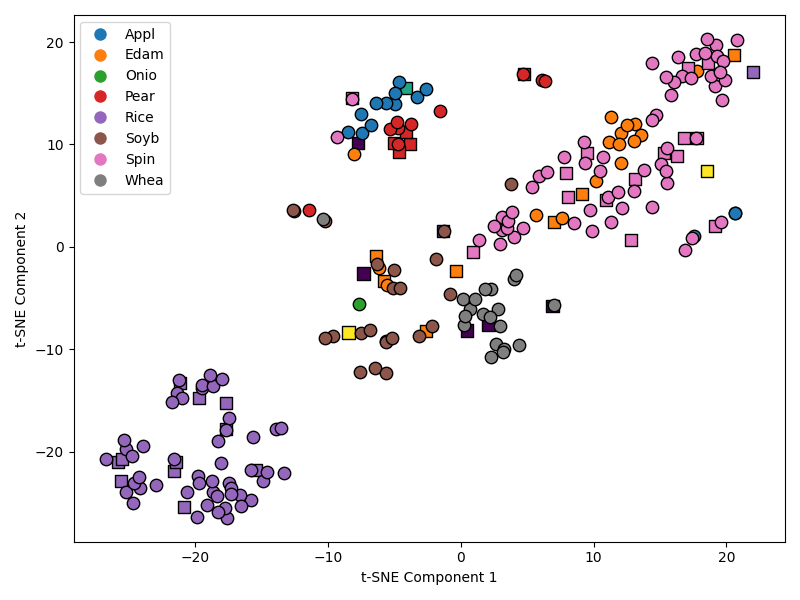 Appl
Edam
Onio
Pear
Rice
Soyb
Spin
Whea
20
10
0
−10
−20
−20
−10
0
10
20
t-SNE Component 1
t-SNE Component 2